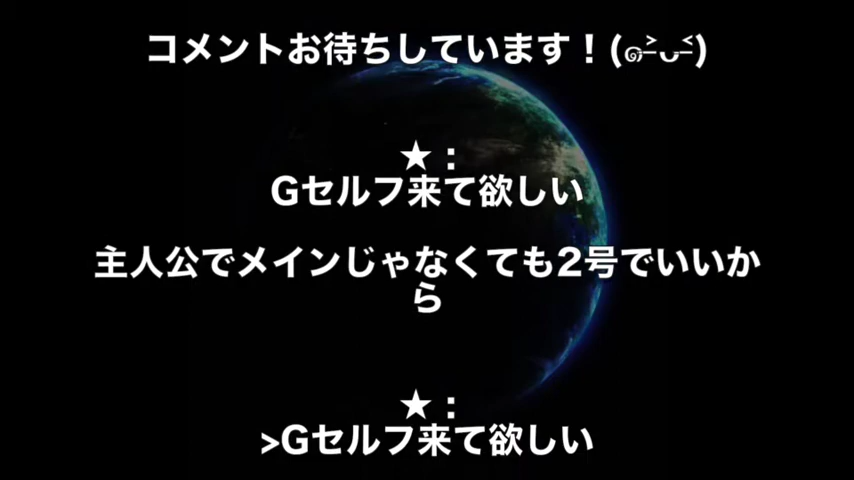 コメントお待ちしています！(๑˃̵ᴗ˂̵)
★：
Gセルフ来て欲しい
主人公でメインじゃなくても2号でいいか
ら
★：
>Gセルフ来て欲しい